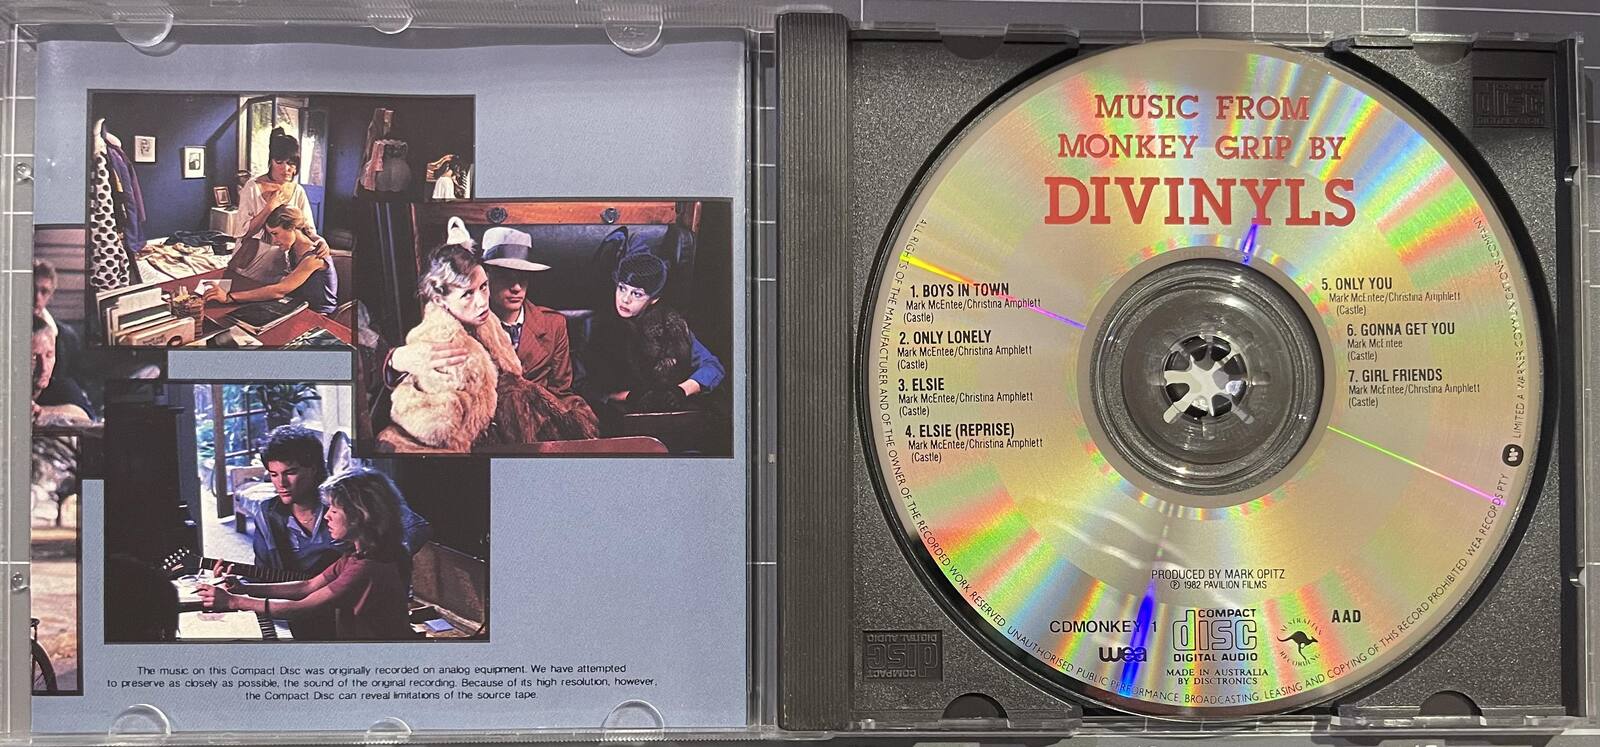 The music on this Compact Disc was originally recorded on analog equipment. We have attempted
to preserve as closely as possible, the sound of the original recording. Because of its high resolution, however,
the Compact Disc can reveal limitations of the source tape.
MUSIC FROM
MONKEY GRIP BY
DIVINYLS
1. BOYS IN TOWN
Mark McEntee/Christina Amphlett
(Castle)
2. ONLY LONELY
Mark McEntee/Christina Amphlett
(Castle)
3. ELSIE
Mark McEntee/Christina Amphlett
(Castle)
4. ELSIE (REPRISE)
Mark McEntee/Christina Amphlett
(Castle)
5. ONLY YOU
Mark McEntee/Christina Amphlett
(Castle)
6. GONNA GET YOU
Mark McEntee
(Castle)
7. GIRL FRIENDS
Mark McEntee/Christina Amphlett
(Castle)
PRODUCED BY MARK OPITZ
℗ 1982 PAVILION FILMS
CDMONKEY 1
wea
COMPACT
disc
DIGITAL AUDIO
MADE IN AUSTRALIA
BY DISCTRONICS
AUSTRALIAN
RECORDING
AAD
ALL RIGHTS OF THE MANUFACTURER AND OF THE OWNER OF THE RECORDED WORK RESERVED. UNAUTHORISED PUBLIC PERFORMANCE, BROADCASTING, LEASING AND COPYING OF THIS RECORD PROHIBITED. WEA RECORDS PTY LIMITED A WARNER COMMUNICATIONS COMPANY
disc
COMPACT
disc
DIGITAL AUDIO